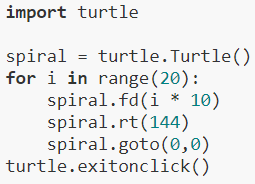 import turtle

spiral = turtle.Turtle()
for i in range(20):
    spiral.fd(i * 10)
    spiral.rt(144)
    spiral.goto(0,0)
turtle.exitonclick()